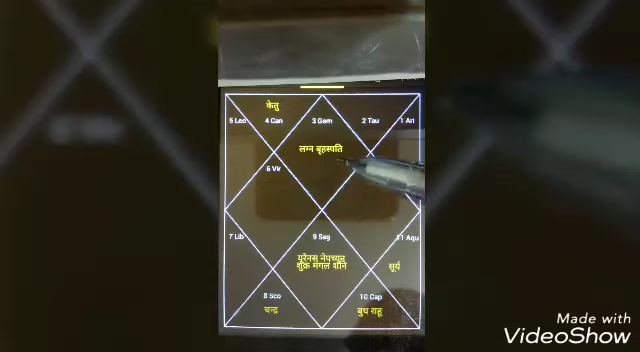 केतु
5 Leo 4 Can 3 Gem 2 Tau 1 Ari
लग्न बृहस्पति
6 Vir
7 Lib 9 Sag 11 Aqu
यूरेनस नेपच्यून
शुक्र मंगल शनि सूर्य
8 Sco 10 Cap
चन्द्र बुध राहू
Made with
VideoShow